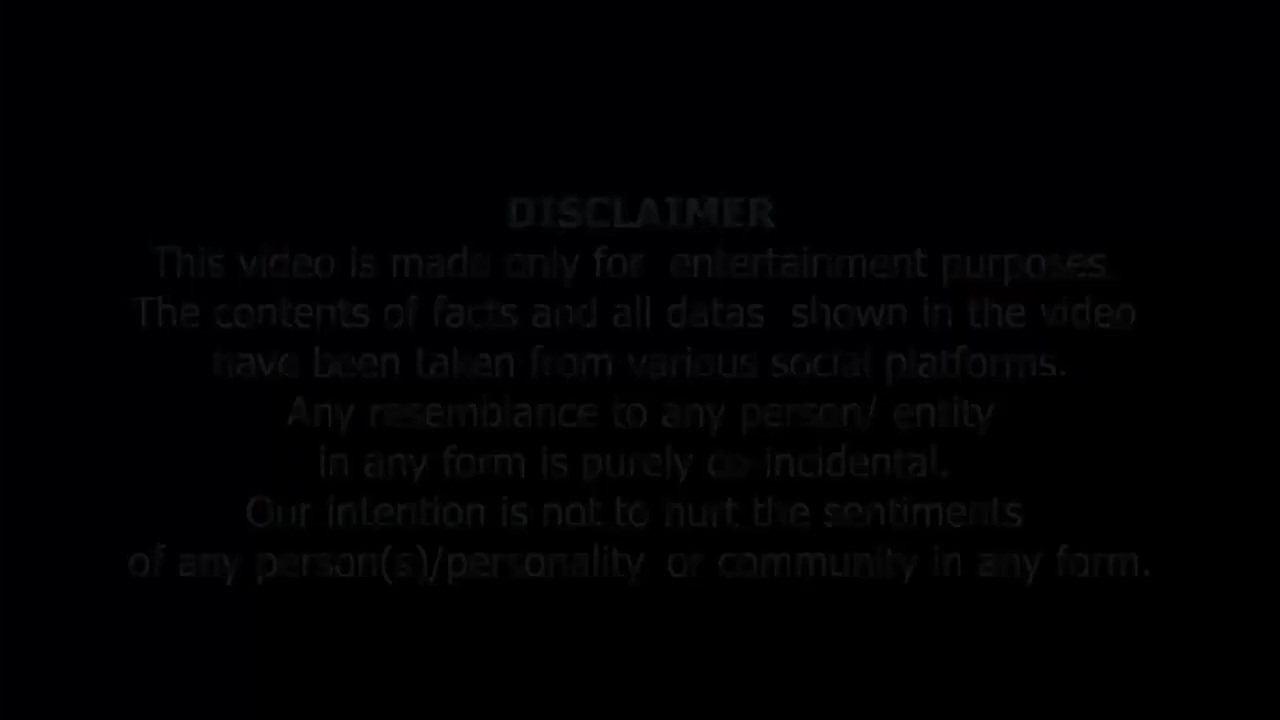 DISCLAIMER
This video is made only for entertainment purposes.
The contents of facts and all datas shown in the video
have been taken from various social platforms.
Any resemblance to any person/ entity
in any form is purely co-incidental.
Our intention is not to hurt the sentiments
of any person(s)/personality or community in any form.